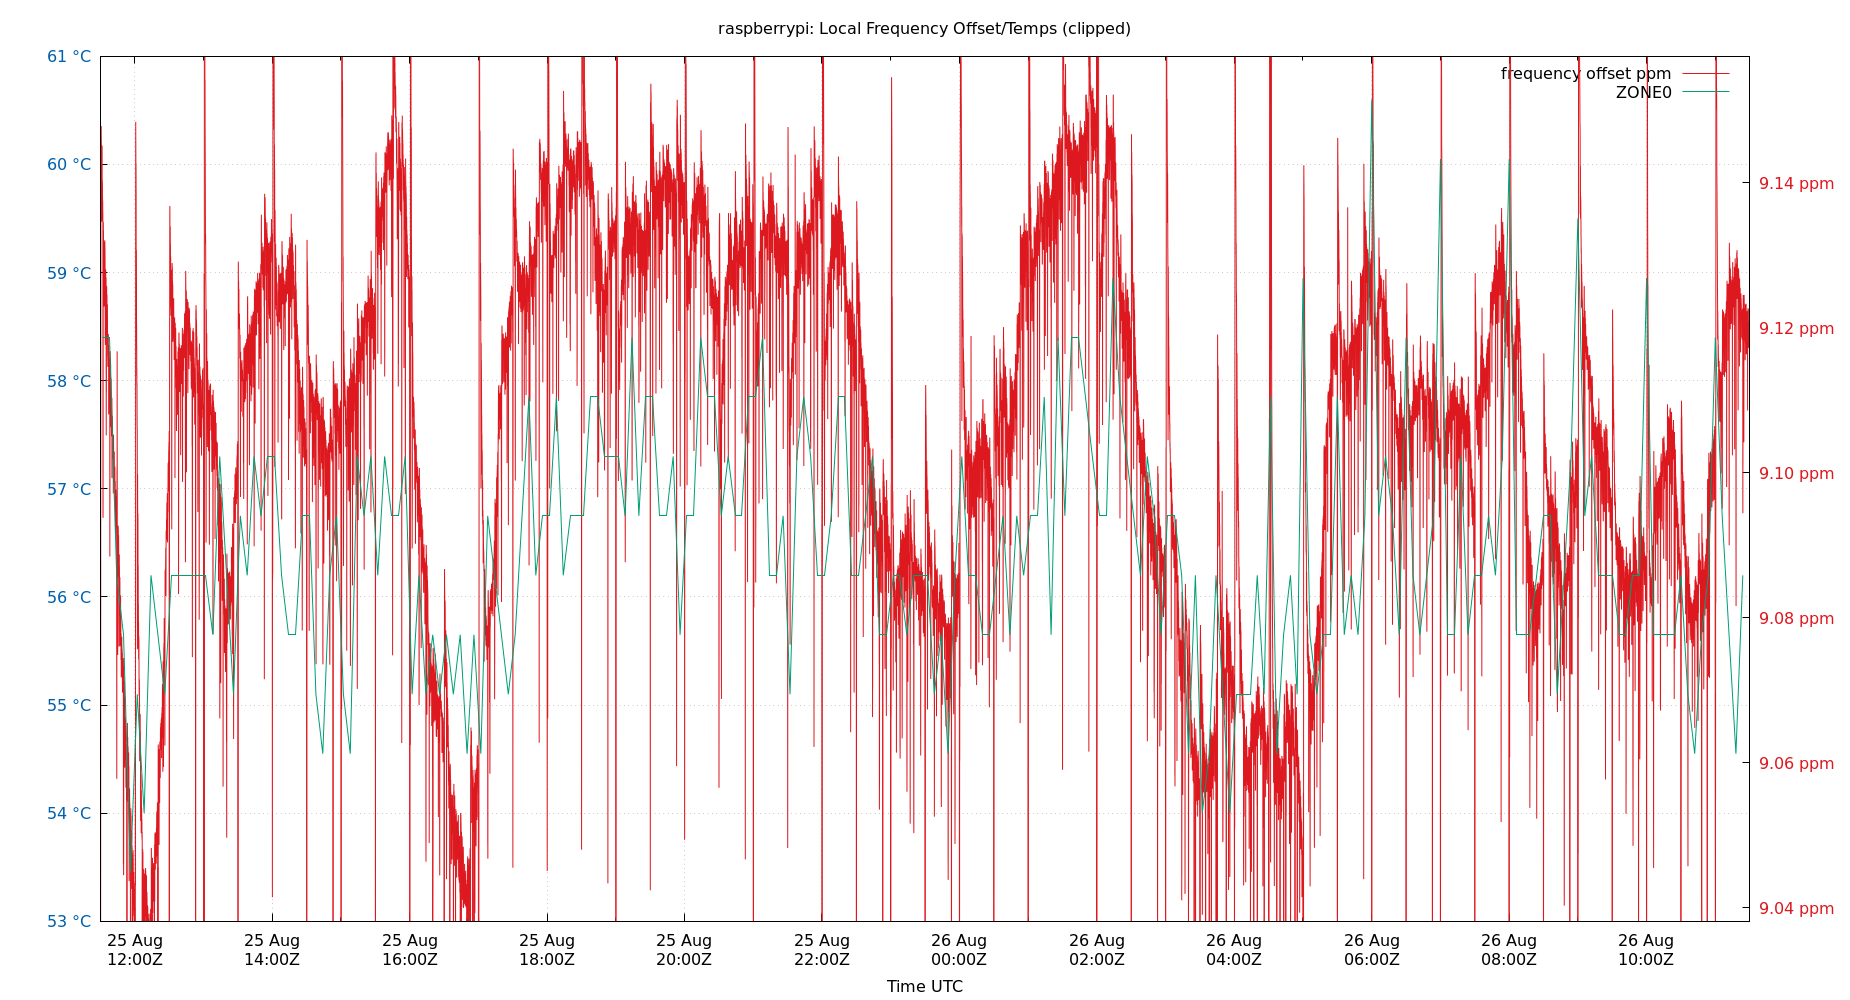 raspberrypi: Local Frequency Offset/Temps (clipped)
61 °C
60 °C
59 °C
58 °C
57 °C
56 °C
55 °C
54 °C
53 °C
frequency offset ppm
ZONE0
9.14 ppm
9.12 ppm
9.10 ppm
9.08 ppm
9.06 ppm
9.04 ppm
25 Aug
12:00Z
25 Aug
14:00Z
25 Aug
16:00Z
25 Aug
18:00Z
25 Aug
20:00Z
25 Aug
22:00Z
26 Aug
00:00Z
26 Aug
02:00Z
26 Aug
04:00Z
26 Aug
06:00Z
26 Aug
08:00Z
26 Aug
10:00Z
Time UTC